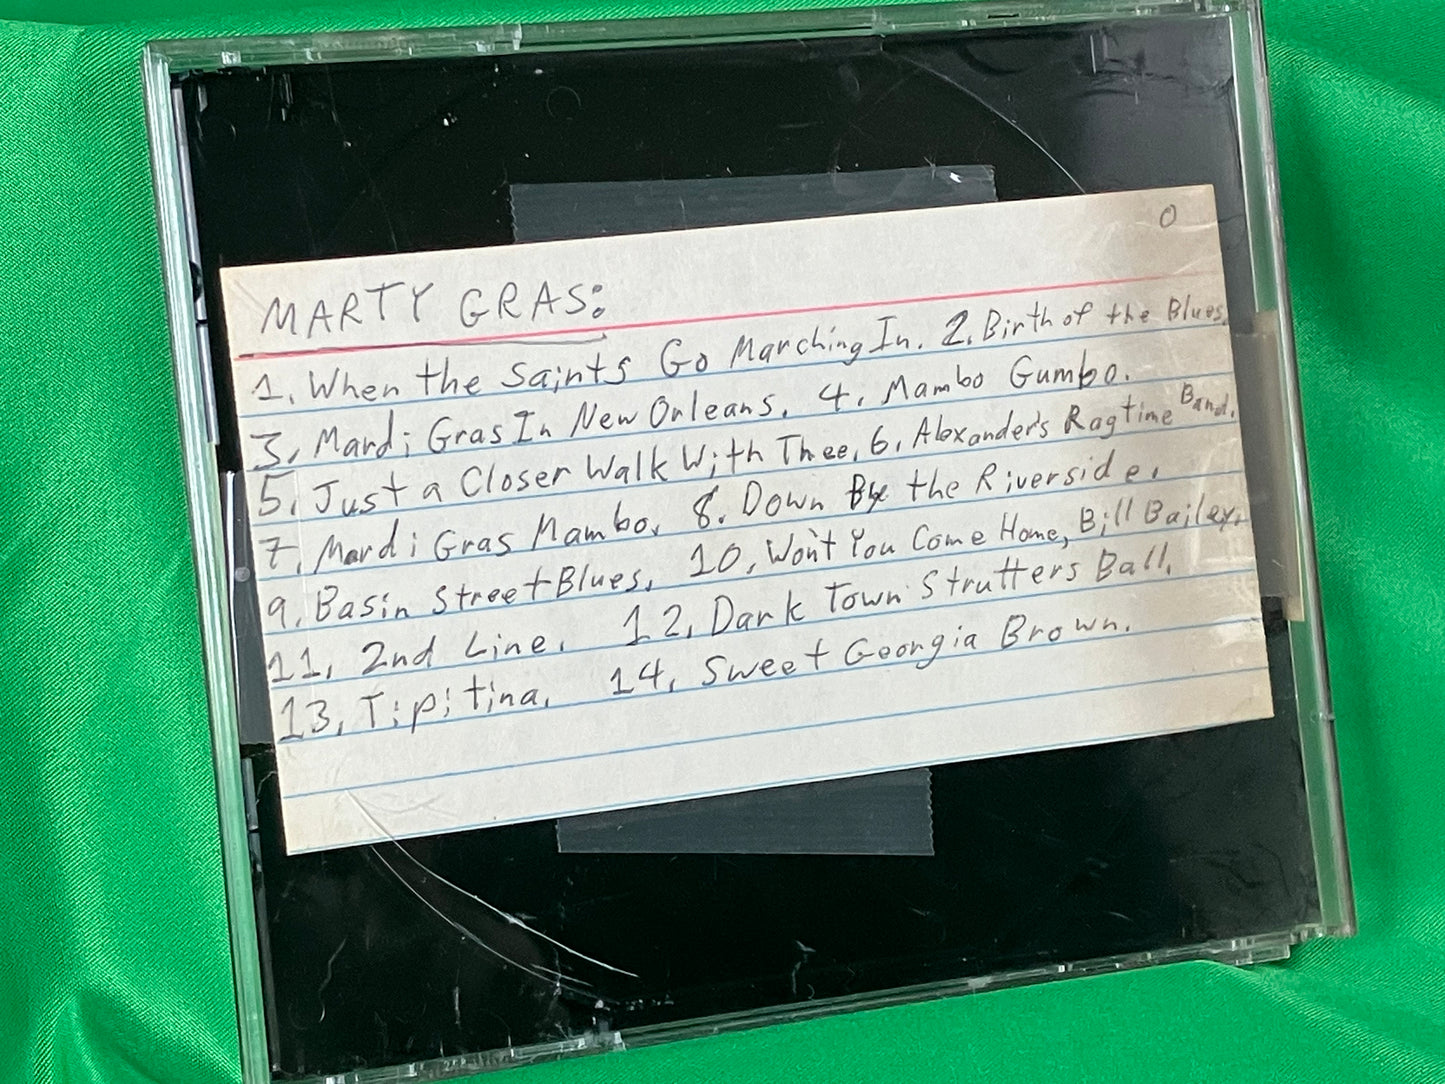 0
MARTY GRAS:
1. When the Saints Go Marching In. 2. Birth of the Blues.
3. Mardi Gras In New Orleans. 4. Mambo Gumbo.
5. Just a Closer Walk With Thee. 6. Alexander's Ragtime Band.
7. Mardi Gras Mambo. 8. Down By the Riverside.
9. Basin Street Blues. 10. Won't You Come Home, Bill Bailey.
11. 2nd Line. 12. Dark Town Strutters Ball.
13. Tipitina. 14. Sweet Georgia Brown.